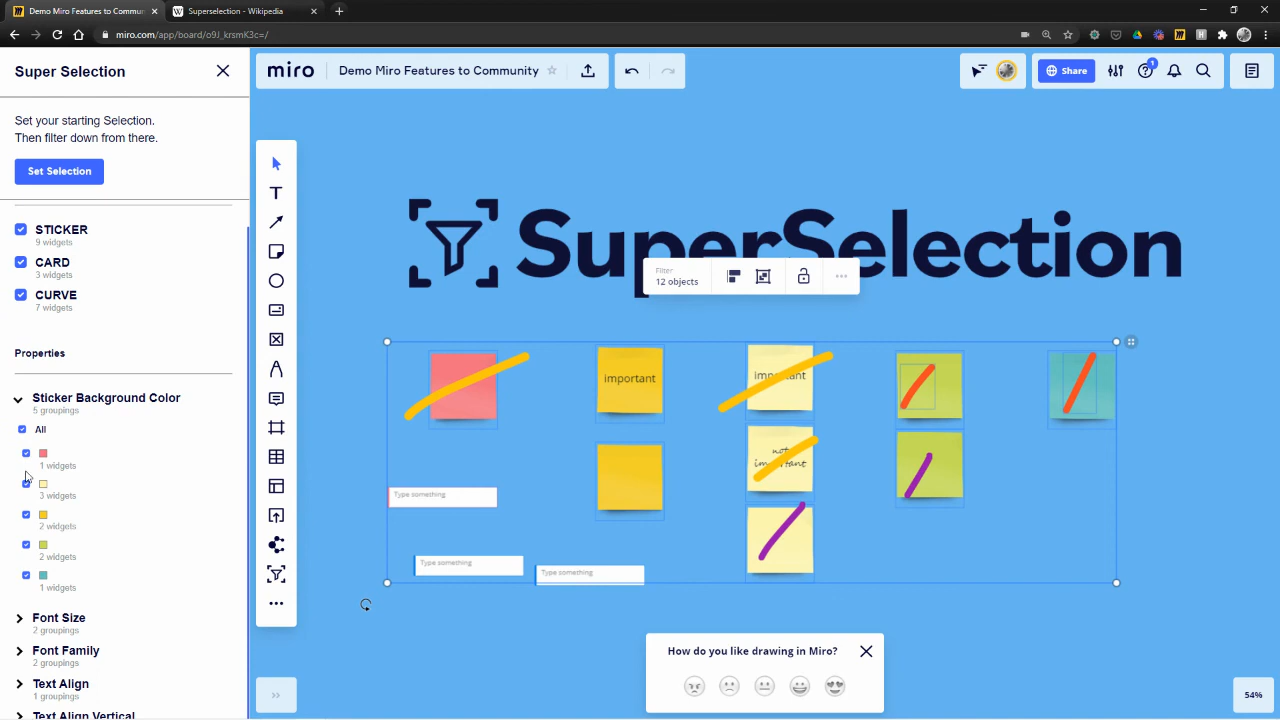 Demo Miro Features to Commun
Superselection - Wikipedia
miro.com/app/board/o9J_krsmK3c=/
Super Selection
Set your starting Selection.
Then filter down from there.
Set Selection
STICKER
9 widgets
CARD
3 widgets
CURVE
7 widgets
Properties
Sticker Background Color
5 groupings
All
1 widgets
3 widgets
2 widgets
2 widgets
1 widgets
Font Size
2 groupings
Font Family
2 groupings
Text Align
1 groupings
Text Align Vertical
miro
Demo Miro Features to Community
Share
1
SuperSelection
Filter
12 objects
important
important
not
important
Type something
Type something
Type something
How do you like drawing in Miro?
54%